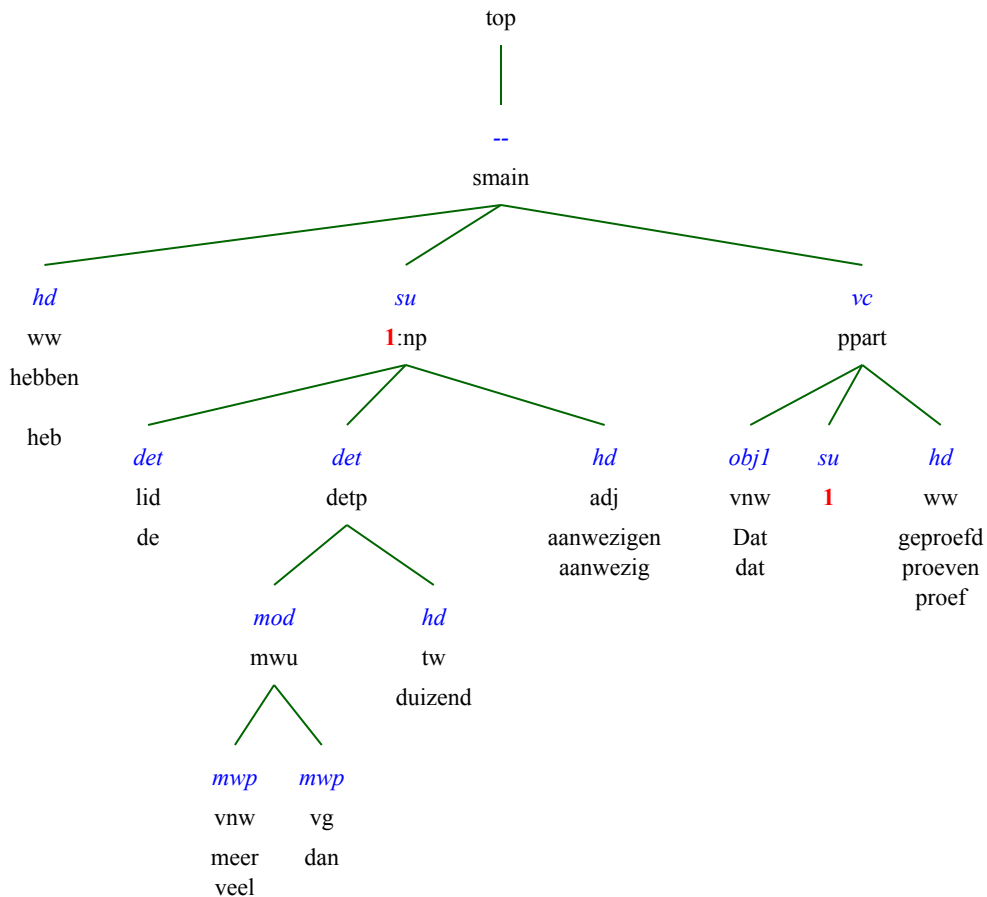 top
--
smain
hd su vc
ww 1:np ppart
hebben
heb
det det hd obj1 su hd
lid detp adj vnw 1 ww
de aanwezigen Dat geproefd
aanwezig dat proeven
proef
mod hd
mwu tw
duizend
mwp mwp
vnw vg
meer dan
veel